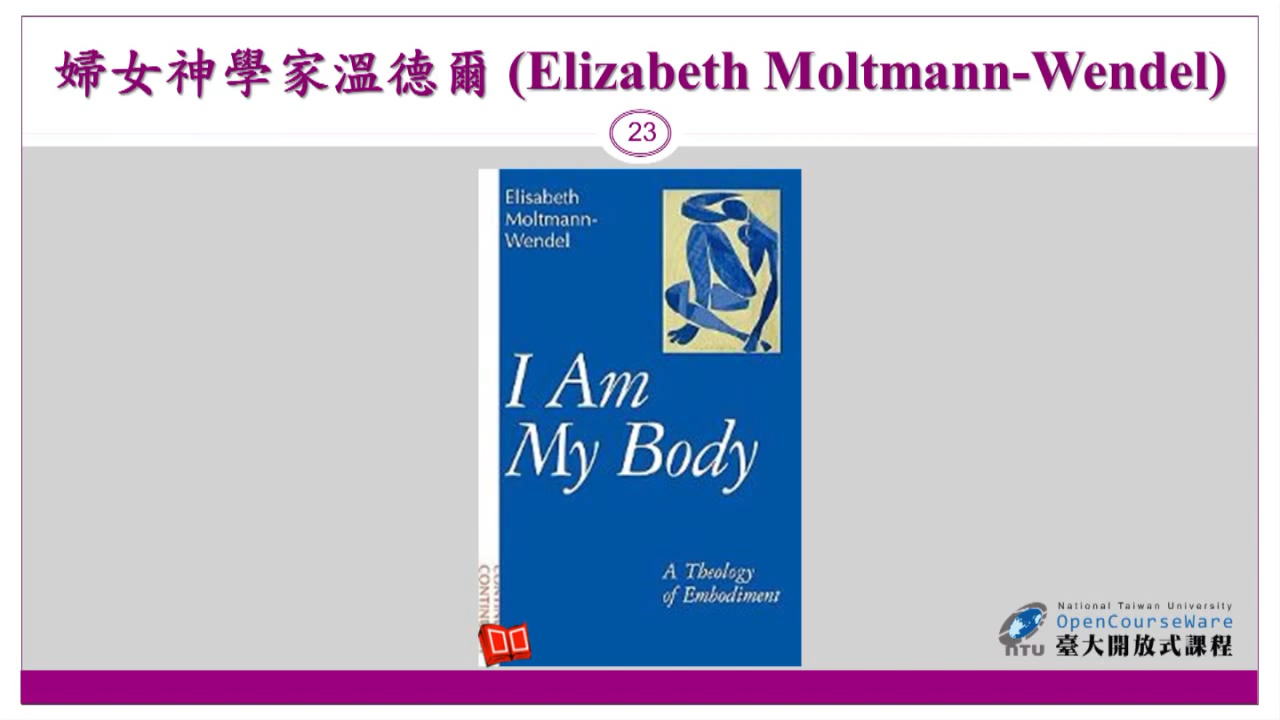 婦女神學家溫德爾 (Elizabeth Moltmann-Wendel)
23
Elisabeth
Moltmann-
Wendel
I Am
My Body
A Theology
of Embodiment
National Taiwan University
OpenCourseWare
NTU 臺大開放式課程